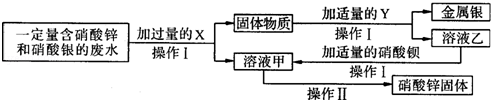 一定量含硝酸锌
和硝酸银的废水
加过量的X
操作Ⅰ
固体物质
溶液甲
加适量的Y
操作Ⅰ
金属银
溶液乙
加适量的硝酸钡
操作Ⅰ
操作Ⅱ
硝酸锌固体